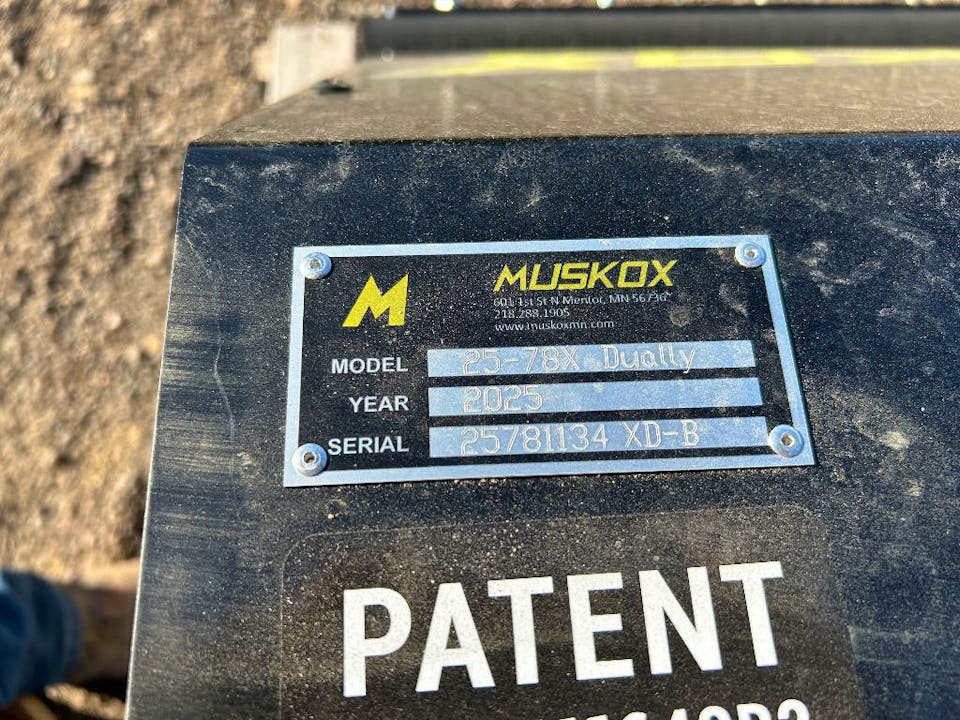 M
MUSKOX
601 1st St N Mentor, MN 56736
218.288.1905
www.muskoxmn.com
MODEL 25-78X Dually
YEAR 2025
SERIAL 25781134 XD-B
PATENT